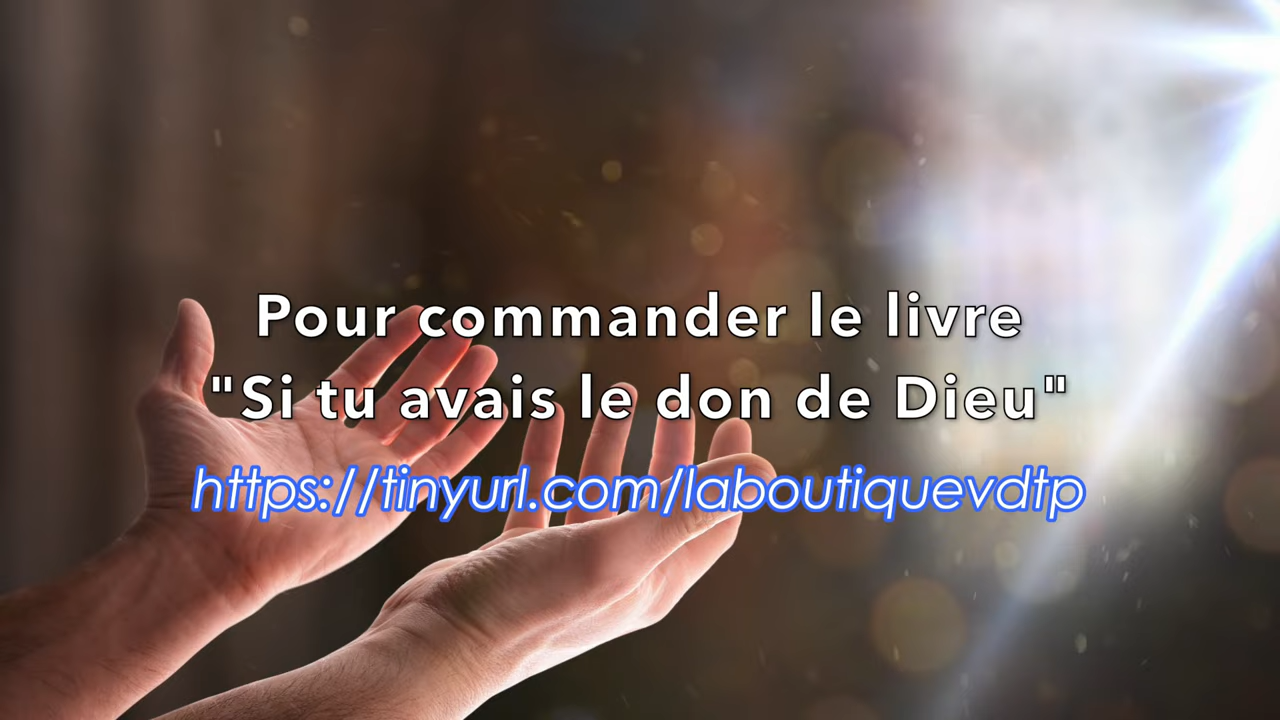 Pour commander le livre
"Si tu avais le don de Dieu"
https://tinyurl.com/laboutiquevdtp